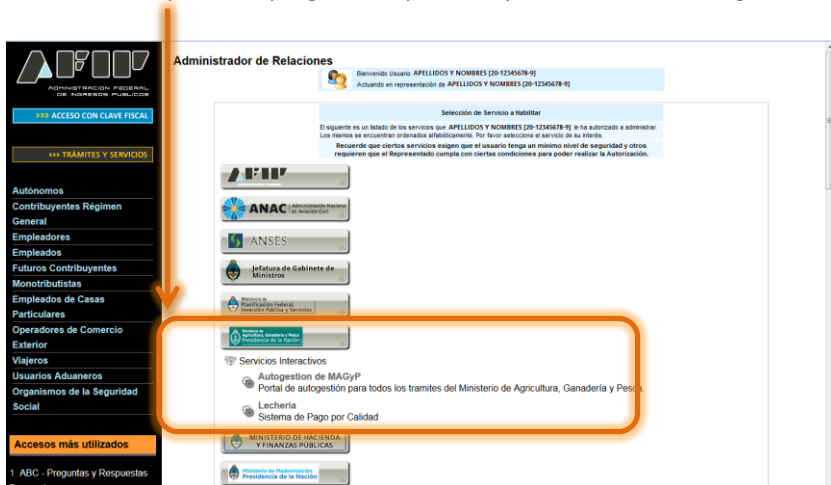 AFIP
ADMINISTRACION FEDERAL
DE INGRESOS PUBLICOS
>>> ACCESO CON CLAVE FISCAL
>>> TRÁMITES Y SERVICIOS
Autónomos
Contribuyentes Régimen
General
Empleadores
Empleados
Futuros Contribuyentes
Monotributistas
Empleados de Casas
Particulares
Operadores de Comercio
Exterior
Viajeros
Usuarios Aduaneros
Organismos de la Seguridad
Social
Accesos más utilizados
1. ABC - Preguntas y Respuestas
Administrador de Relaciones
Bienvenido Usuario APELLIDOS Y NOMBRES [20-12345678-9]
Actuando en representación de APELLIDOS Y NOMBRES [20-12345678-9]
Selección de Servicio a Habilitar
El siguiente es un listado de los servicios que APELLIDOS Y NOMBRES [20-12345678-9] le ha autorizado a administrar.
Los mismos se encuentran ordenados alfabéticamente. Por favor seleccione el servicio de su interés.
Recuerde que ciertos servicios exigen que el usuario tenga un mínimo nivel de seguridad y otros
requieren que el Representado cumpla con ciertas condiciones para poder realizar la Autorización.
AFIP
ANAC Administración Nacional
de Aviación Civil
ANSES
Jefatura de Gabinete de
Ministros
Ministerio de
Planificación Federal,
Inversión Pública y Servicios
Ministerio de
Agricultura, Ganadería y Pesca
Presidencia de la Nación
Servicios Interactivos
Autogestion de MAGyP
Portal de autogestión para todos los tramites del Ministerio de Agricultura, Ganadería y Pesca.
Lecheria
Sistema de Pago por Calidad
MINISTERIO DE HACIENDA
Y FINANZAS PÚBLICAS
Ministerio de Modernización
Presidencia de la Nación